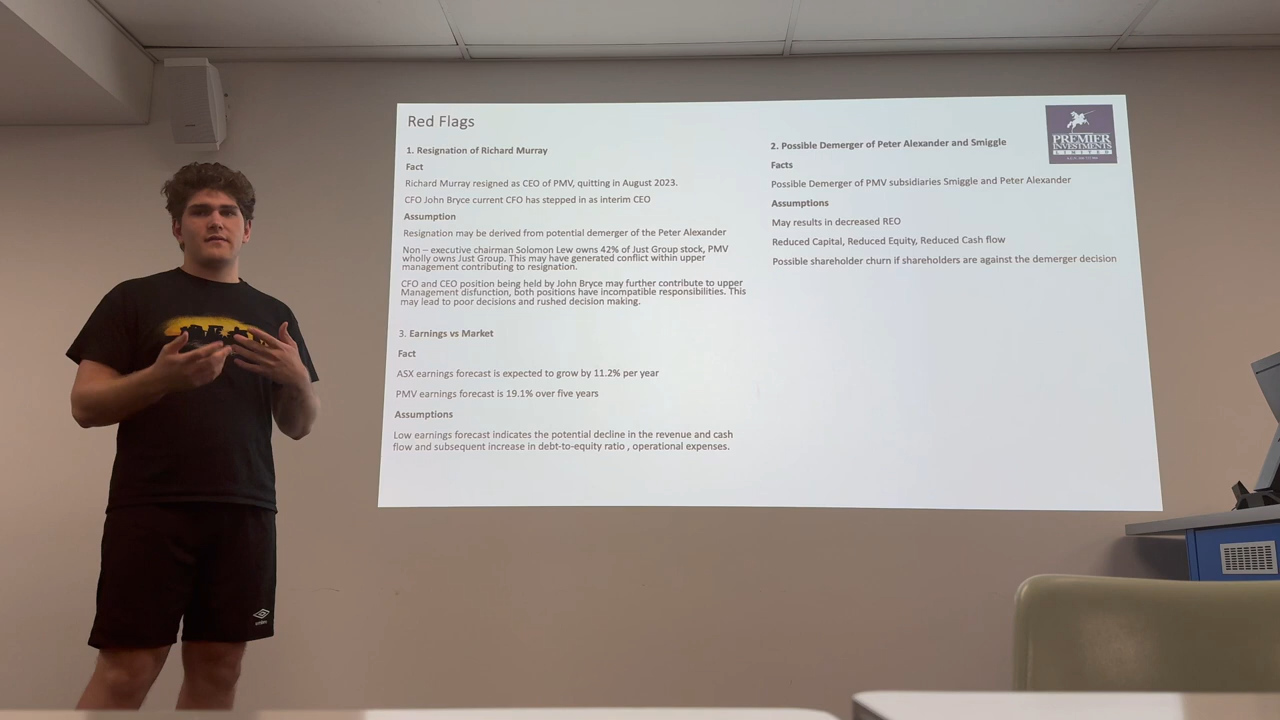 Red Flags
1. Resignation of Richard Murray
Fact
Richard Murray resigned as CEO of PMV, quitting in August 2023.
CFO John Bryce current CFO has stepped in as interim CEO
Assumption
Resignation may be derived from potential demerger of the Peter Alexander
Non – executive chairman Solomon Lew owns 42% of Just Group stock, PMV
wholly owns Just Group. This may have generated conflict within upper
management contributing to resignation.
CFO and CEO position being held by John Bryce may further contribute to upper
Management disfunction, both positions have incompatible responsibilities. This
may lead to poor decisions and rushed decision making.
3. Earnings vs Market
Fact
ASX earnings forecast is expected to grow by 11.2% per year
PMV earnings forecast is 19.1% over five years
Assumptions
Low earnings forecast indicates the potential decline in the revenue and cash
flow and subsequent increase in debt-to-equity ratio , operational expenses.
2. Possible Demerger of Peter Alexander and Smiggle
Facts
Possible Demerger of PMV subsidiaries Smiggle and Peter Alexander
Assumptions
May results in decreased REO
Reduced Capital, Reduced Equity, Reduced Cash flow
Possible shareholder churn if shareholders are against the demerger decision
PREMIER
INVESTMENTS
LIMITED
umbro